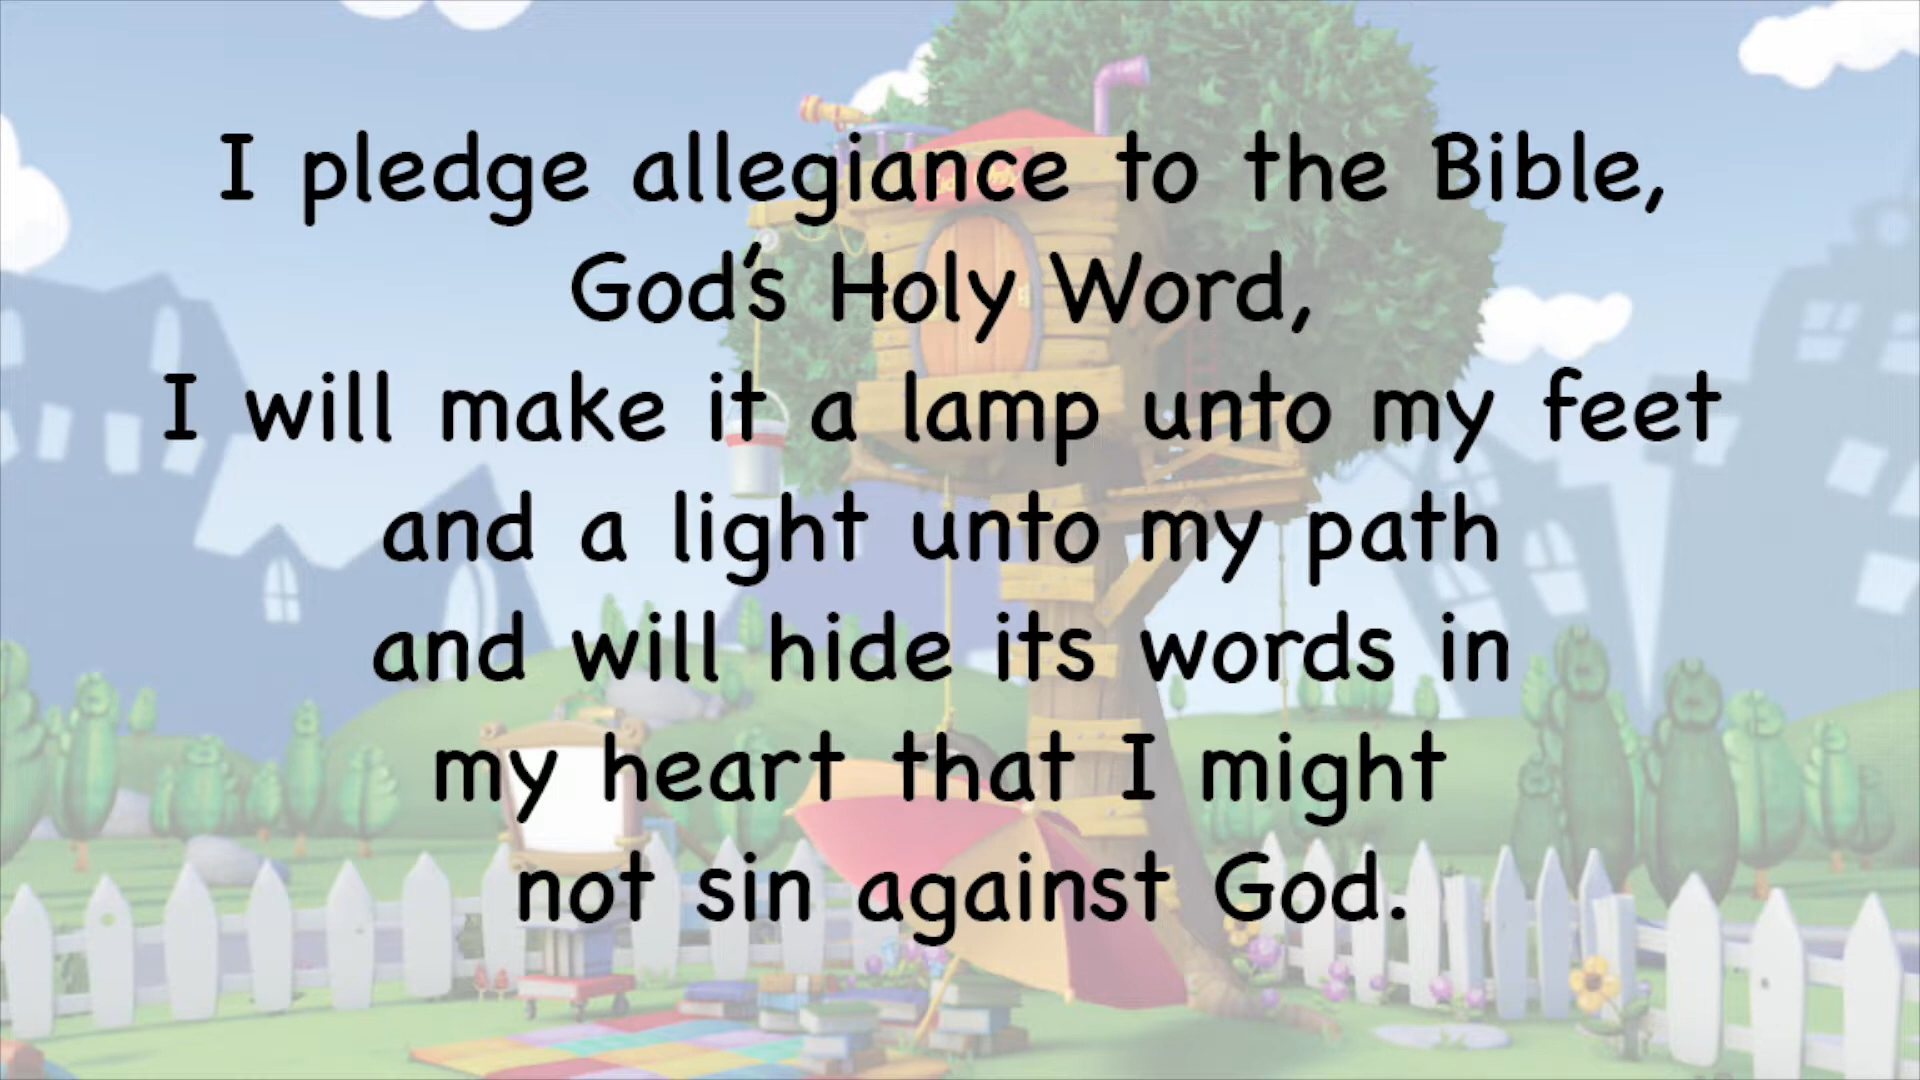 I pledge allegiance to the Bible,
God's Holy Word,
I will make it a lamp unto my feet
and a light unto my path
and will hide its words in
my heart that I might
not sin against God.